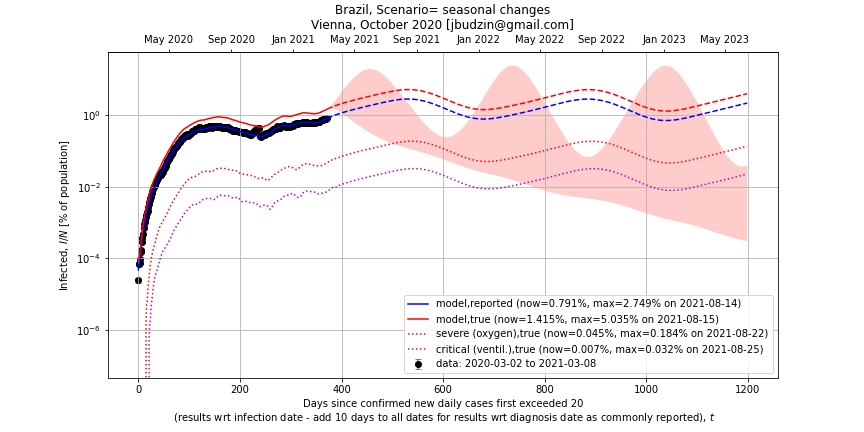 Brazil, Scenario= seasonal changes
Vienna, October 2020 [jbudzin@gmail.com]
May 2020 Sep 2020 Jan 2021 May 2021 Sep 2021 Jan 2022 May 2022 Sep 2022 Jan 2023 May 2023
Infected, I/N [% of population]
10⁰
10⁻²
10⁻⁴
10⁻⁶
model,reported (now=0.791%, max=2.749% on 2021-08-14)
model,true (now=1.415%, max=5.035% on 2021-08-15)
severe (oxygen),true (now=0.045%, max=0.184% on 2021-08-22)
critical (ventil.),true (now=0.007%, max=0.032% on 2021-08-25)
data: 2020-03-02 to 2021-03-08
0 200 400 600 800 1000 1200
Days since confirmed new daily cases first exceeded 20
(results wrt infection date - add 10 days to all dates for results wrt diagnosis date as commonly reported), t